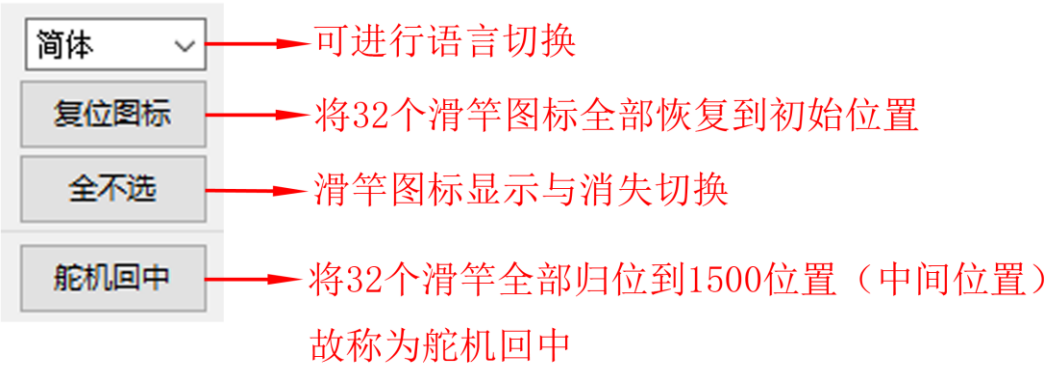 简体
可进行语言切换
复位图标
将32个滑竿图标全部恢复到初始位置
全不选
滑竿图标显示与消失切换
舵机回中
将32个滑竿全部归位到1500位置（中间位置）
故称为舵机回中